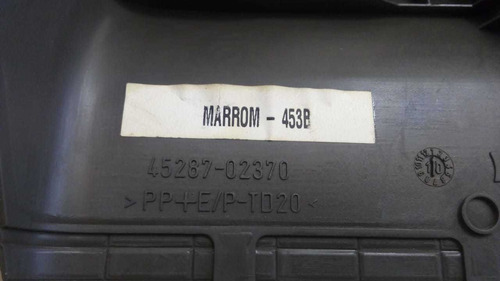 MARROM - 453B
45287-02370
>PP+E/P-TD20<